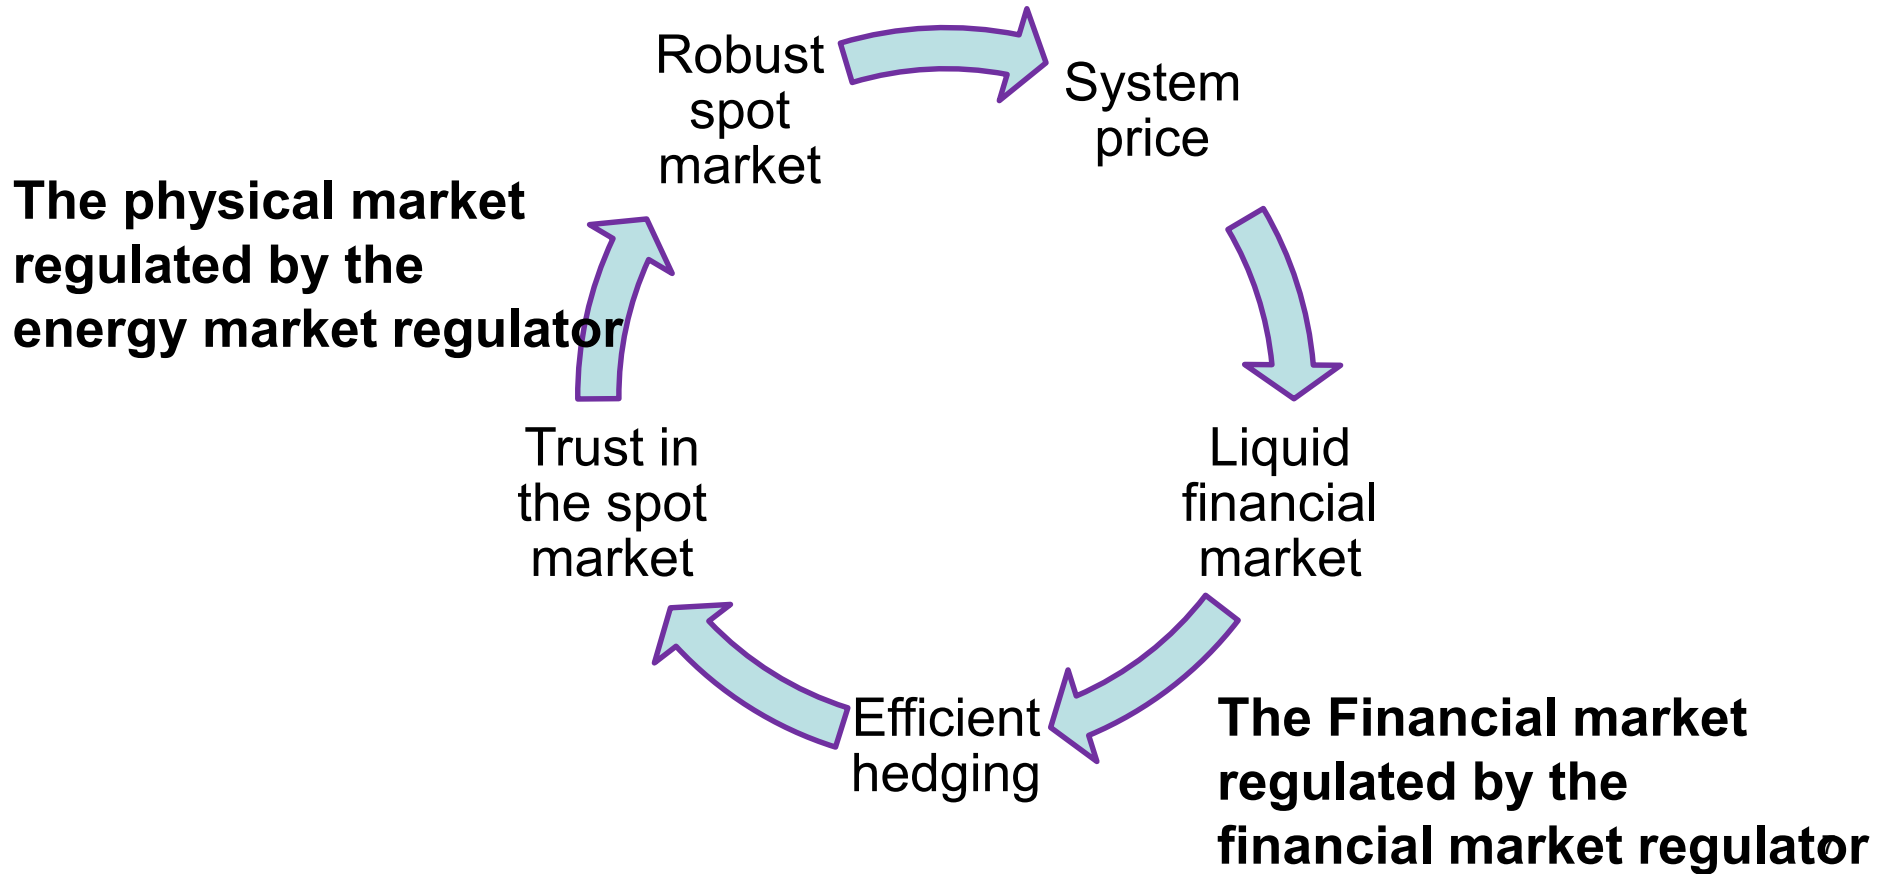 Robust
spot
market
System
price
The physical market
regulated by the
energy market regulator
Trust in
the spot
market
Liquid
financial
market
Efficient
hedging
The Financial market
regulated by the
financial market regulator
7